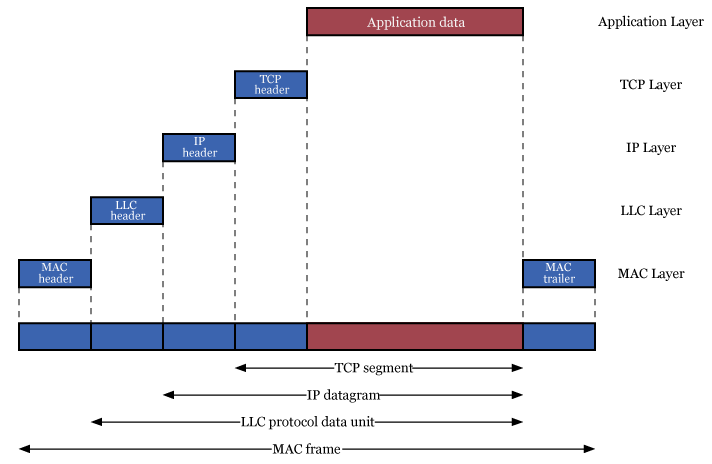 Application data
Application Layer
TCP
header
TCP Layer
IP
header
IP Layer
LLC
header
LLC Layer
MAC
header
MAC
trailer
MAC Layer
TCP segment
IP datagram
LLC protocol data unit
MAC frame